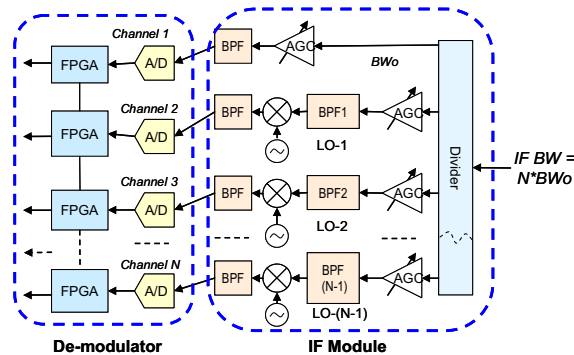 Channel 1
FPGA
A/D
BPF
AGC
BWo
Channel 2
FPGA
A/D
BPF
BPF1
AGC
LO-1
Divider
IF BW =
N*BWo
Channel 3
FPGA
A/D
BPF
BPF2
AGC
LO-2
Channel N
FPGA
A/D
BPF
BPF
(N-1)
AGC
LO-(N-1)
De-modulator
IF Module